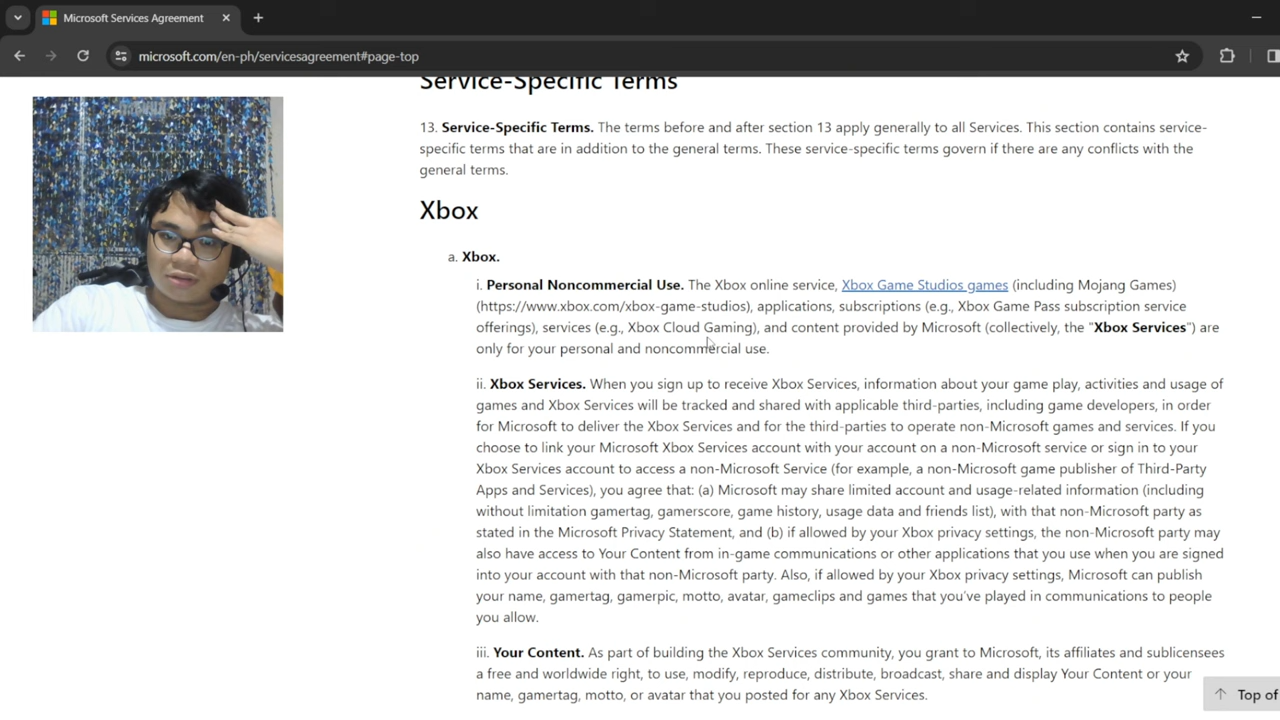 Microsoft Services Agreement
microsoft.com/en-ph/servicesagreement#page-top
Service-Specific Terms
13. Service-Specific Terms. The terms before and after section 13 apply generally to all Services. This section contains service-
specific terms that are in addition to the general terms. These service-specific terms govern if there are any conflicts with the
general terms.
Xbox
a. Xbox.
i. Personal Noncommercial Use. The Xbox online service, Xbox Game Studios games (including Mojang Games)
(https://www.xbox.com/xbox-game-studios), applications, subscriptions (e.g., Xbox Game Pass subscription service
offerings), services (e.g., Xbox Cloud Gaming), and content provided by Microsoft (collectively, the "Xbox Services") are
only for your personal and noncommercial use.
ii. Xbox Services. When you sign up to receive Xbox Services, information about your game play, activities and usage of
games and Xbox Services will be tracked and shared with applicable third-parties, including game developers, in order
for Microsoft to deliver the Xbox Services and for the third-parties to operate non-Microsoft games and services. If you
choose to link your Microsoft Xbox Services account with your account on a non-Microsoft service or sign in to your
Xbox Services account to access a non-Microsoft Service (for example, a non-Microsoft game publisher of Third-Party
Apps and Services), you agree that: (a) Microsoft may share limited account and usage-related information (including
without limitation gamertag, gamerscore, game history, usage data and friends list), with that non-Microsoft party as
stated in the Microsoft Privacy Statement, and (b) if allowed by your Xbox privacy settings, the non-Microsoft party may
also have access to Your Content from in-game communications or other applications that you use when you are signed
into your account with that non-Microsoft party. Also, if allowed by your Xbox privacy settings, Microsoft can publish
your name, gamertag, gamerpic, motto, avatar, gameclips and games that you've played in communications to people
you allow.
iii. Your Content. As part of building the Xbox Services community, you grant to Microsoft, its affiliates and sublicensees
a free and worldwide right, to use, modify, reproduce, distribute, broadcast, share and display Your Content or your
name, gamertag, motto, or avatar that you posted for any Xbox Services.
Top of